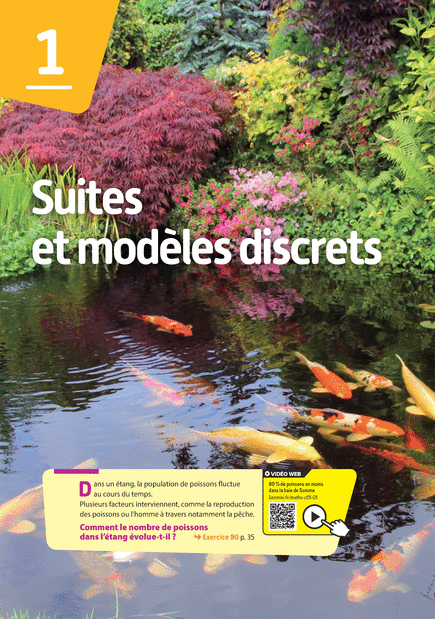 1
Suites
et modèles discrets
Dans un étang, la population de poissons fluctue
au cours du temps.
Plusieurs facteurs interviennent, comme la reproduction
des poissons ou l'homme à travers notamment la pêche.
Comment le nombre de poissons
dans l'étang évolue-t-il ? Exercice 80 p. 35
VIDÉO WEB
80 % de poissons en moins
dans la baie de Somme